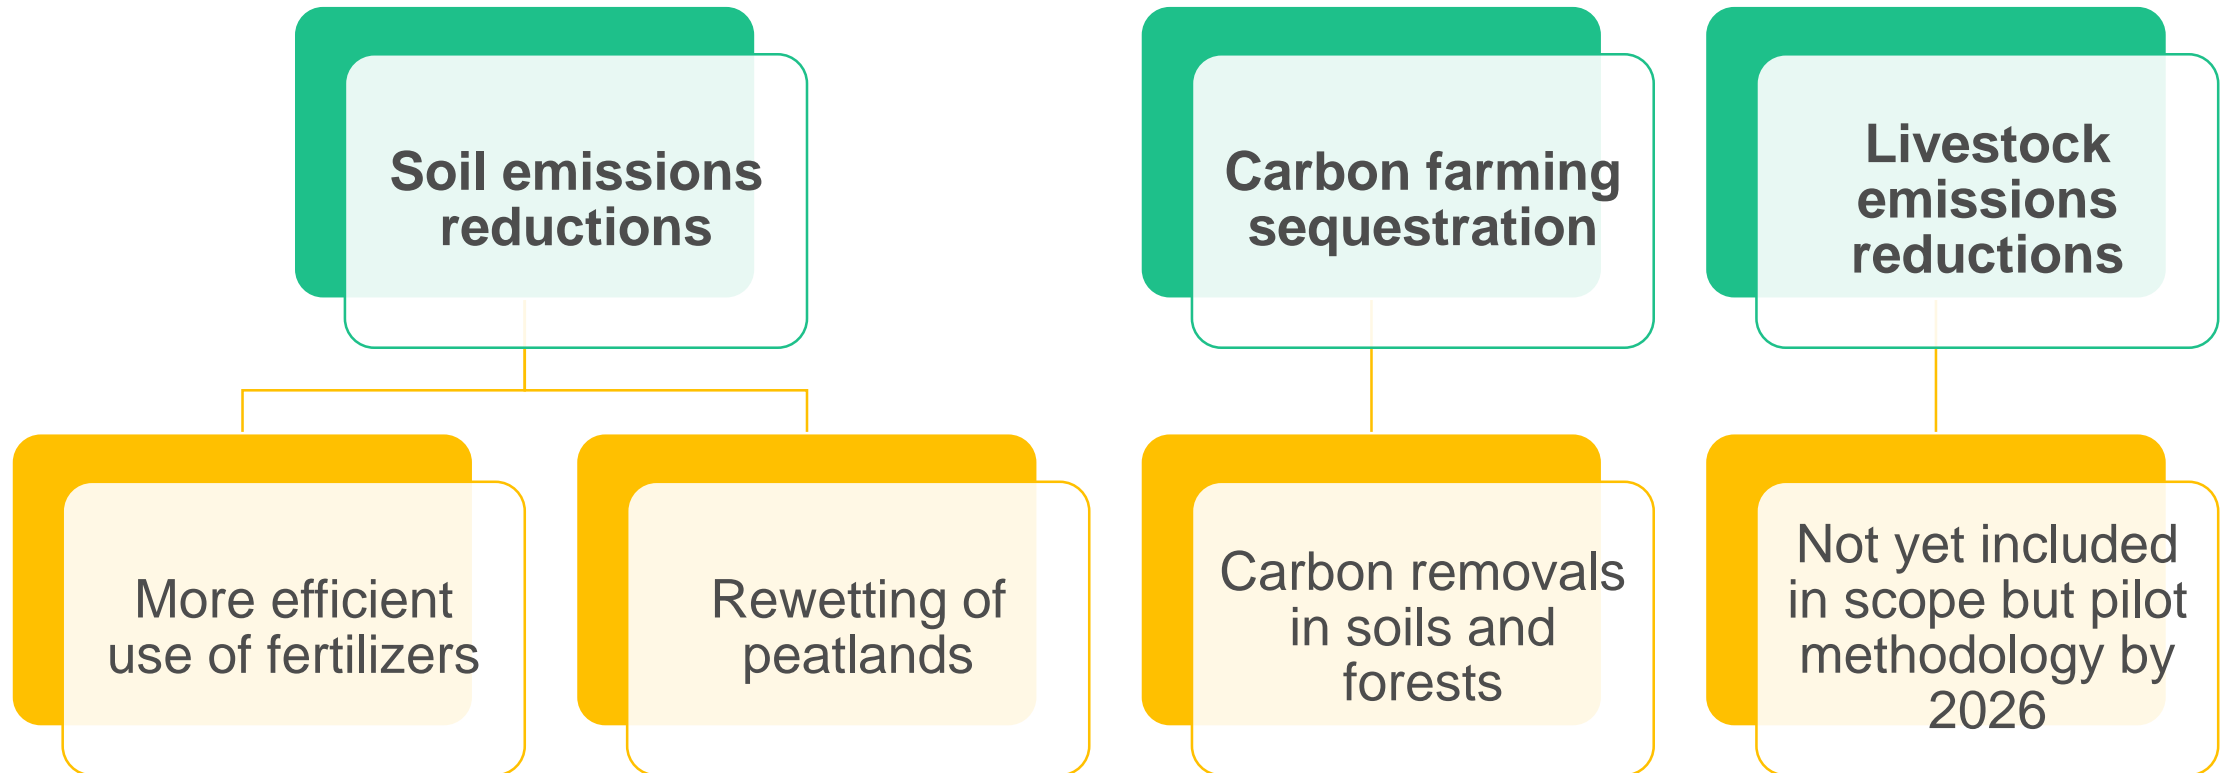 Soil emissions
reductions
Carbon farming
sequestration
Livestock
emissions
reductions
More efficient
use of fertilizers
Rewetting of
peatlands
Carbon removals
in soils and
forests
Not yet included
in scope but pilot
methodology by
2026